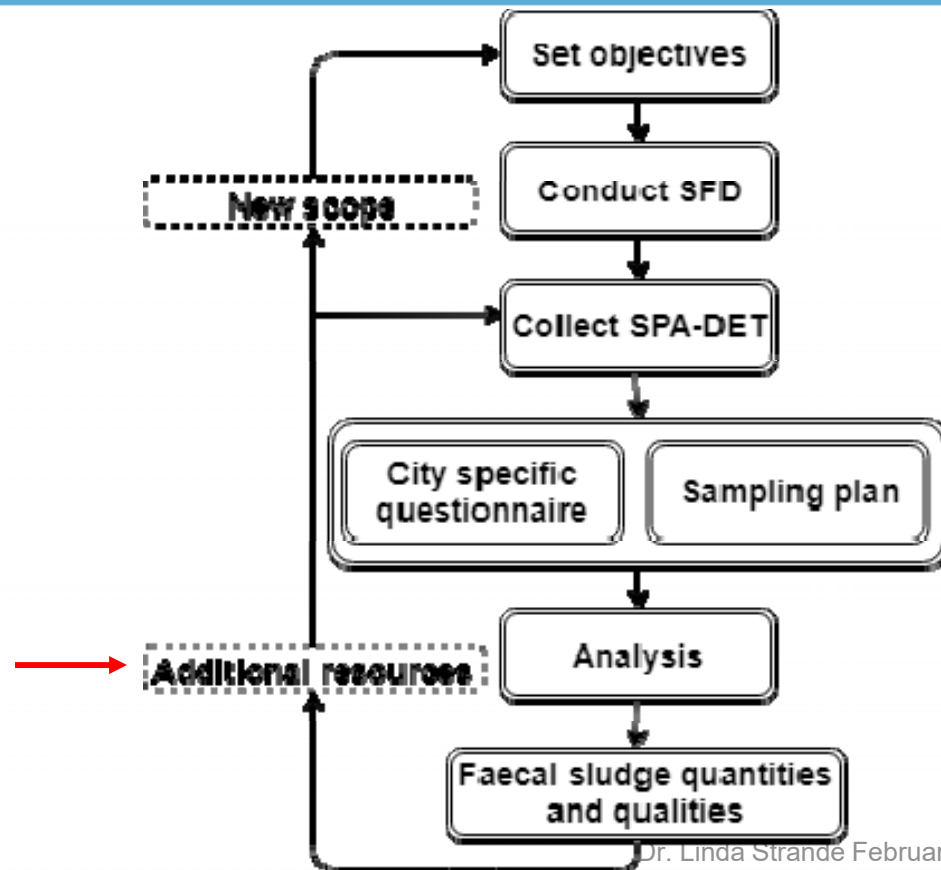 Set objectives
Conduct SFD
New scope
Collect SPA-DET
City specific
questionnaire
Sampling plan
Additional resources
Analysis
Faecal sludge quantities
and qualities
Dr. Linda Strande Februar